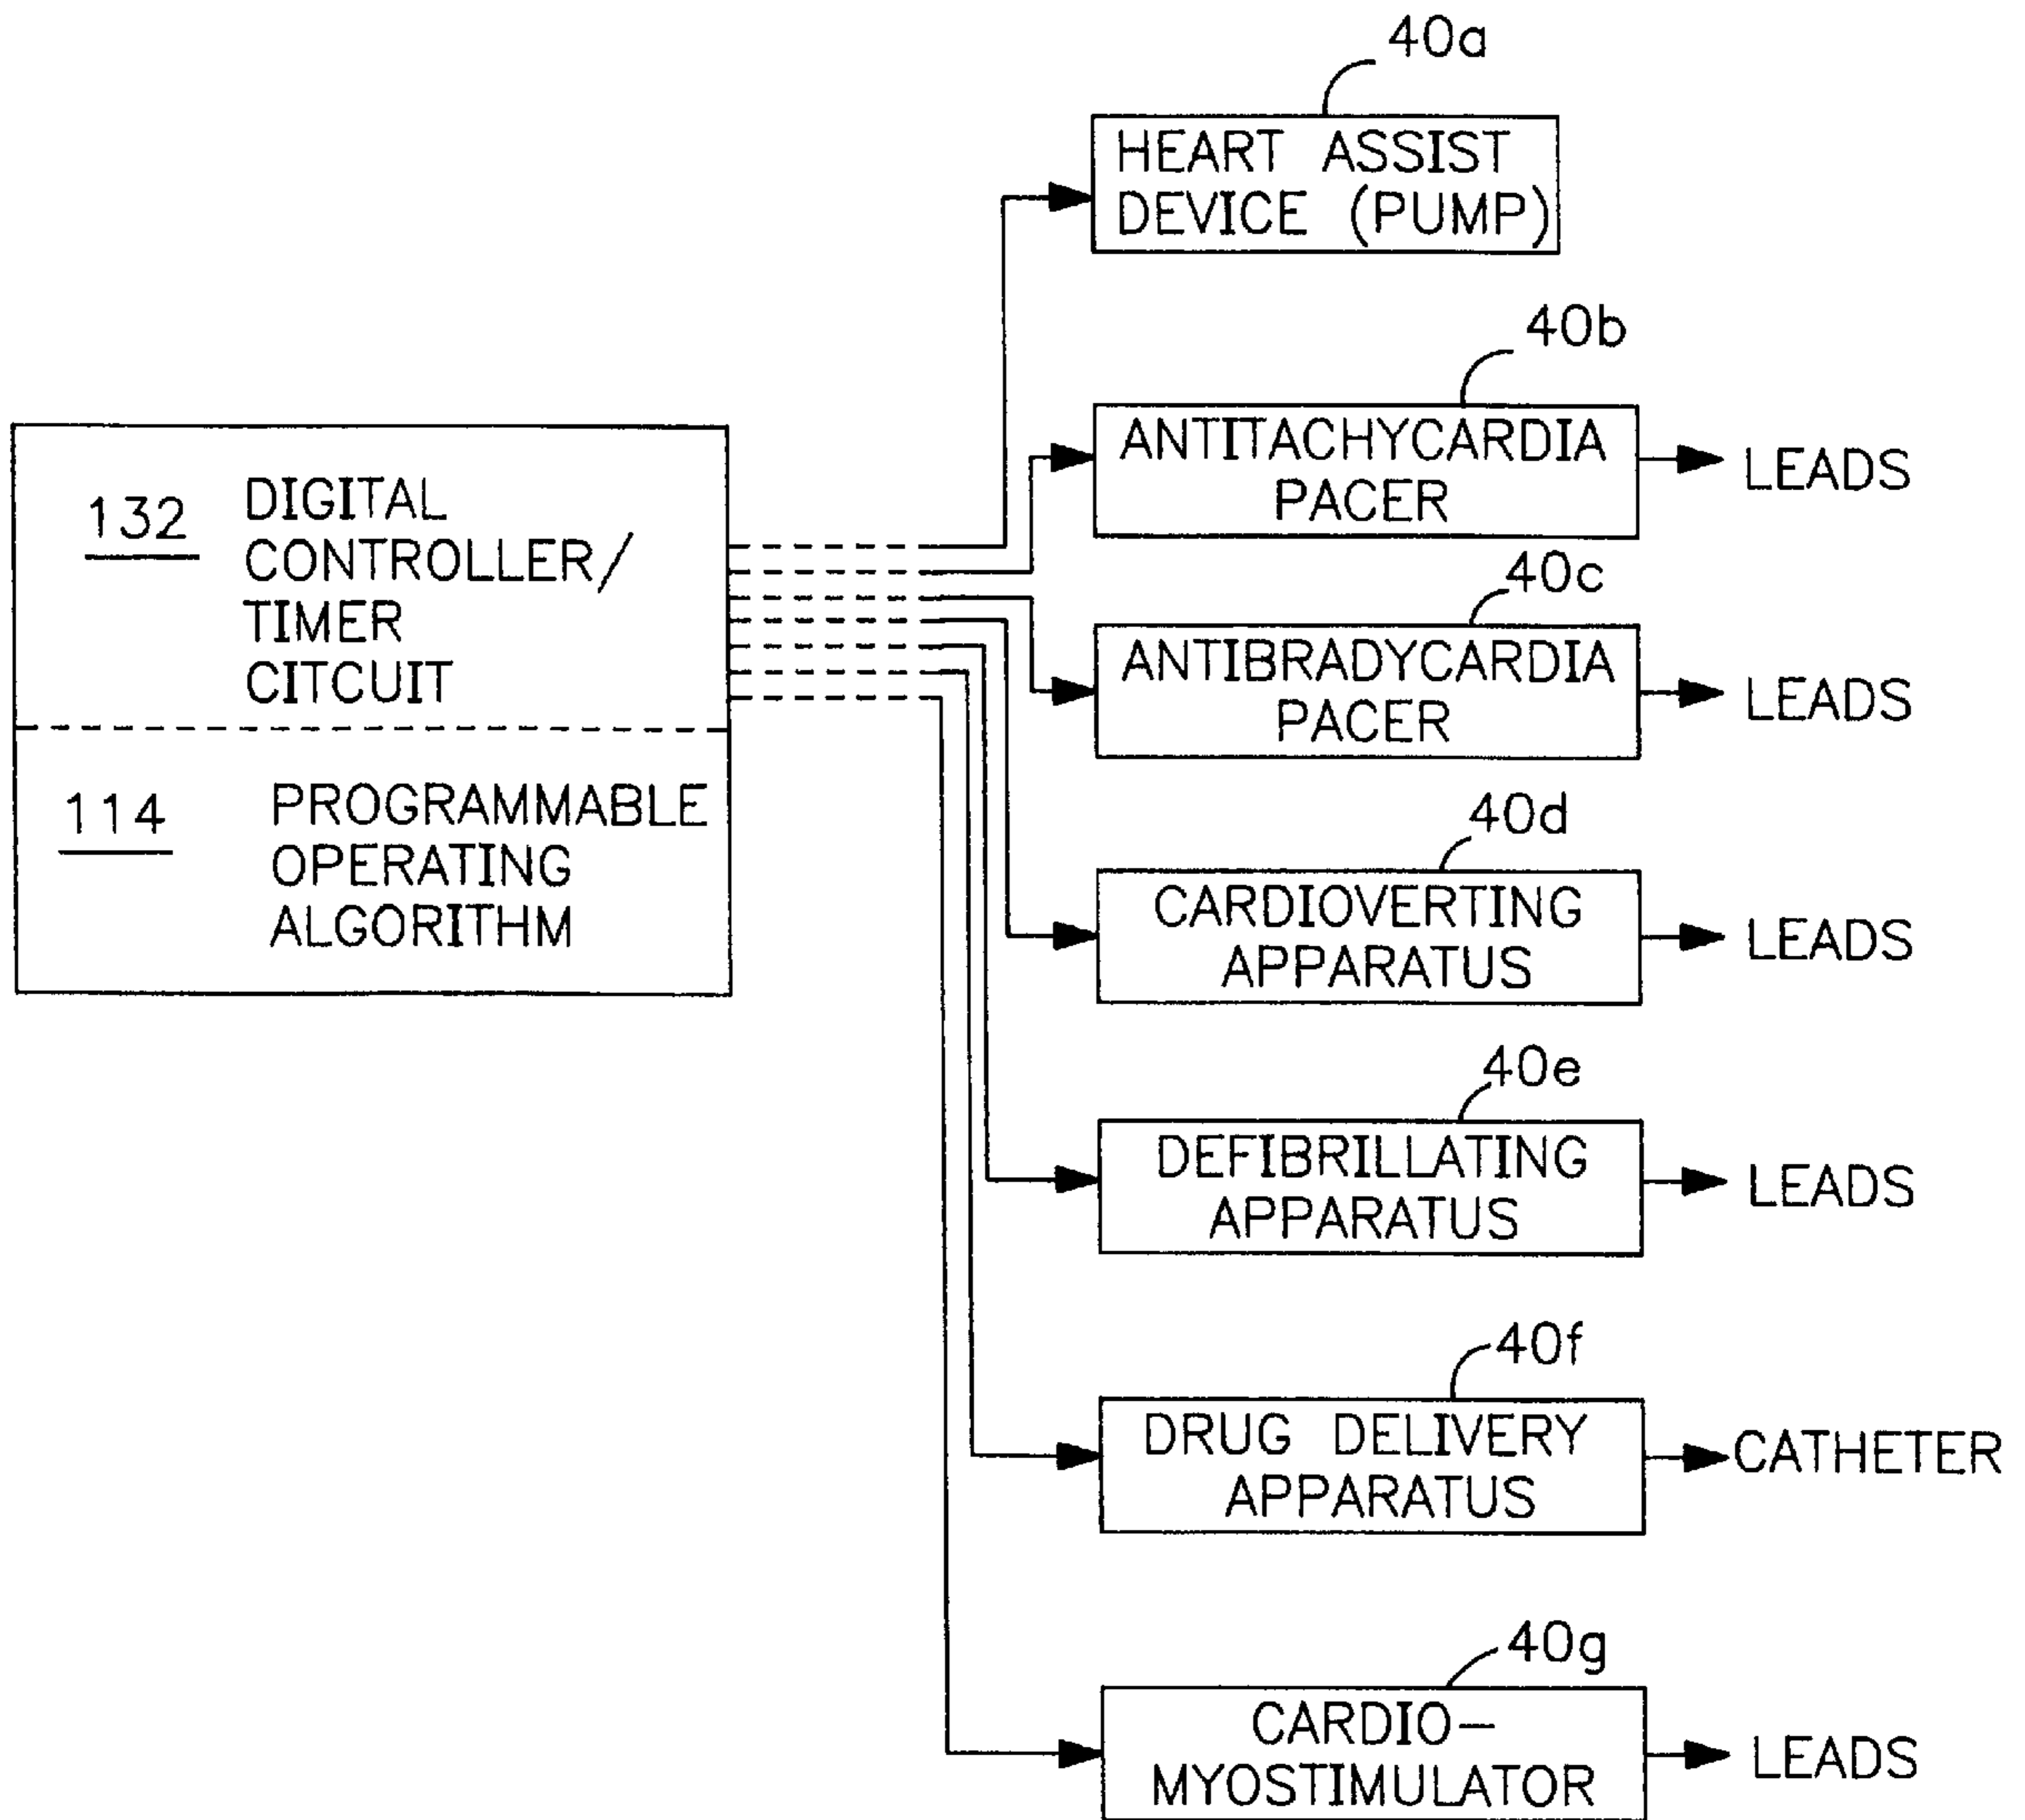 40a
HEART ASSIST
DEVICE (PUMP)
40b
ANTITACHYCARDIA
PACER
LEADS
132
DIGITAL
CONTROLLER/
TIMER
CITCUIT
40c
ANTIBRADYCARDIA
PACER
LEADS
114
PROGRAMMABLE
OPERATING
ALGORITHM
40d
CARDIOVERTING
APPARATUS
LEADS
40e
DEFIBRILLATING
APPARATUS
LEADS
40f
DRUG DELIVERY
APPARATUS
CATHETER
40g
CARDIO-
MYOSTIMULATOR
LEADS